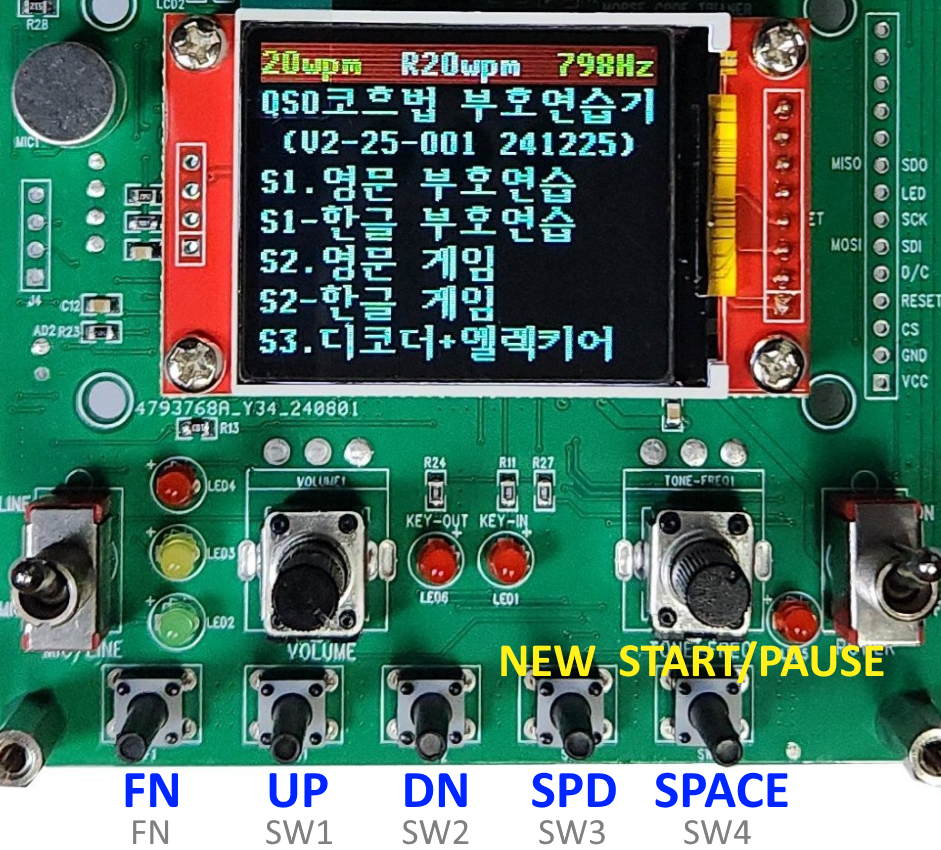 R28
LCD2
MORSE CODE TRIANER
20wpm R20wpm 798Hz
QSO코흐법 부호연습기
(V2-25-001 241225)
S1.영문 부호연습
S1-한글 부호연습
S2.영문 게임
S2-한글 게임
S3.디코더+엘렉키어
MIC1
J4
C12
AD2 R23
MISO
MOSI
SDO
LED
SCK
SDI
D/C
RESET
CS
GND
VCC
4793768A_Y34_240801
R13
LINE
LED4
VOLUME1
R24
R11
R27
TONE-FREQ1
ON
KEY-OUT
KEY-IN
LED3
LED6
LED1
LED2
MIC/LINE
VOLUME
NEW START/PAUSE
FN UP DN SPD SPACE
FN SW1 SW2 SW3 SW4